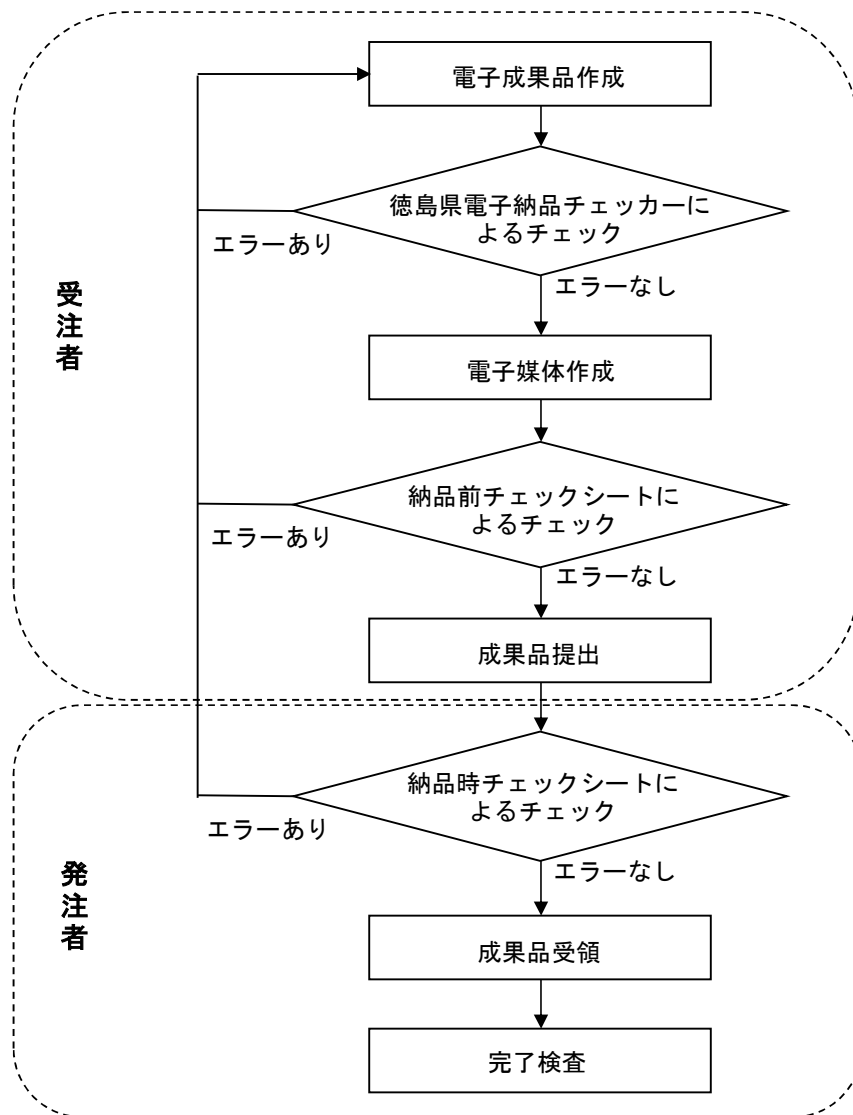 電子成果品作成
徳島県電子納品チェッカーに
よるチェック
エラーあり
エラーなし
受注者
電子媒体作成
納品前チェックシートに
よるチェック
エラーあり
エラーなし
成果品提出
納品時チェックシートに
よるチェック
エラーあり
エラーなし
発注者
成果品受領
完了検査